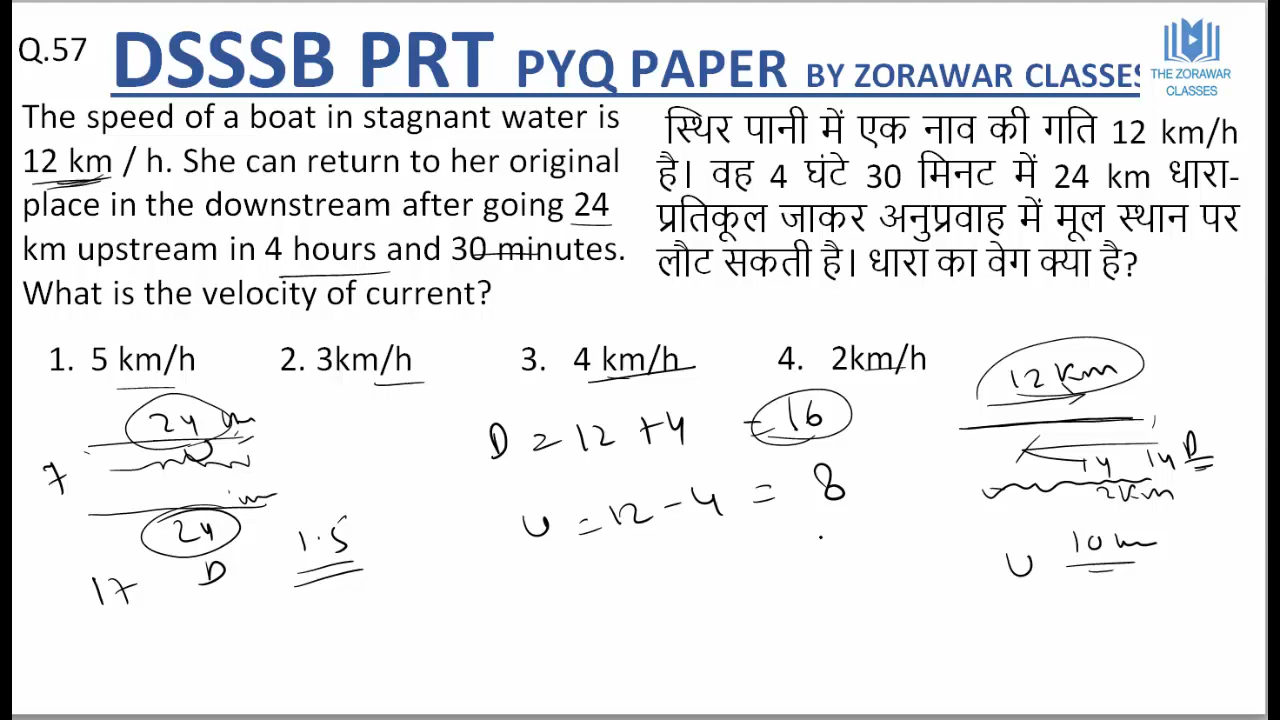 Q.57
DSSSB PRT PYQ PAPER BY ZORAWAR CLASSES
THE ZORAWAR
CLASSES
The speed of a boat in stagnant water is
12 km / h. She can return to her original
place in the downstream after going 24
km upstream in 4 hours and 30 minutes.
What is the velocity of current?
स्थिर पानी में एक नाव की गति 12 km/h
है। वह 4 घंटे 30 मिनट में 24 km धारा-
प्रतिकूल जाकर अनुप्रवाह में मूल स्थान पर
लौट सकती है। धारा का वेग क्या है?
1. 5 km/h 2. 3km/h 3. 4 km/h 4. 2km/h
24
7
24
17 D 1.5
D = 12 + 4 = 16
U = 12 - 4 = 8
12 km
14 D
2km
U 10